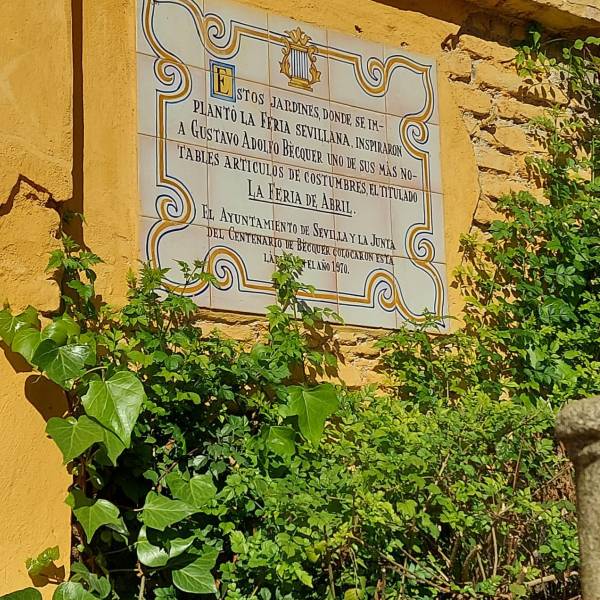 ESTOS JARDINES, DONDE SE IM-
PLANTÓ LA FERIA SEVILLANA, INSPIRARON
A GUSTAVO ADOLFO BÉCQUER UNO DE SUS MÁS NO-
TABLES ARTICULOS DE COSTUMBRES, EL TITULADO
LA FERIA DE ABRIL.
EL AYUNTAMIENTO DE SEVILLA Y LA JUNTA
DEL CENTENARIO DE BÉCQUER COLOCARON ESTA
EL AÑO 1970.